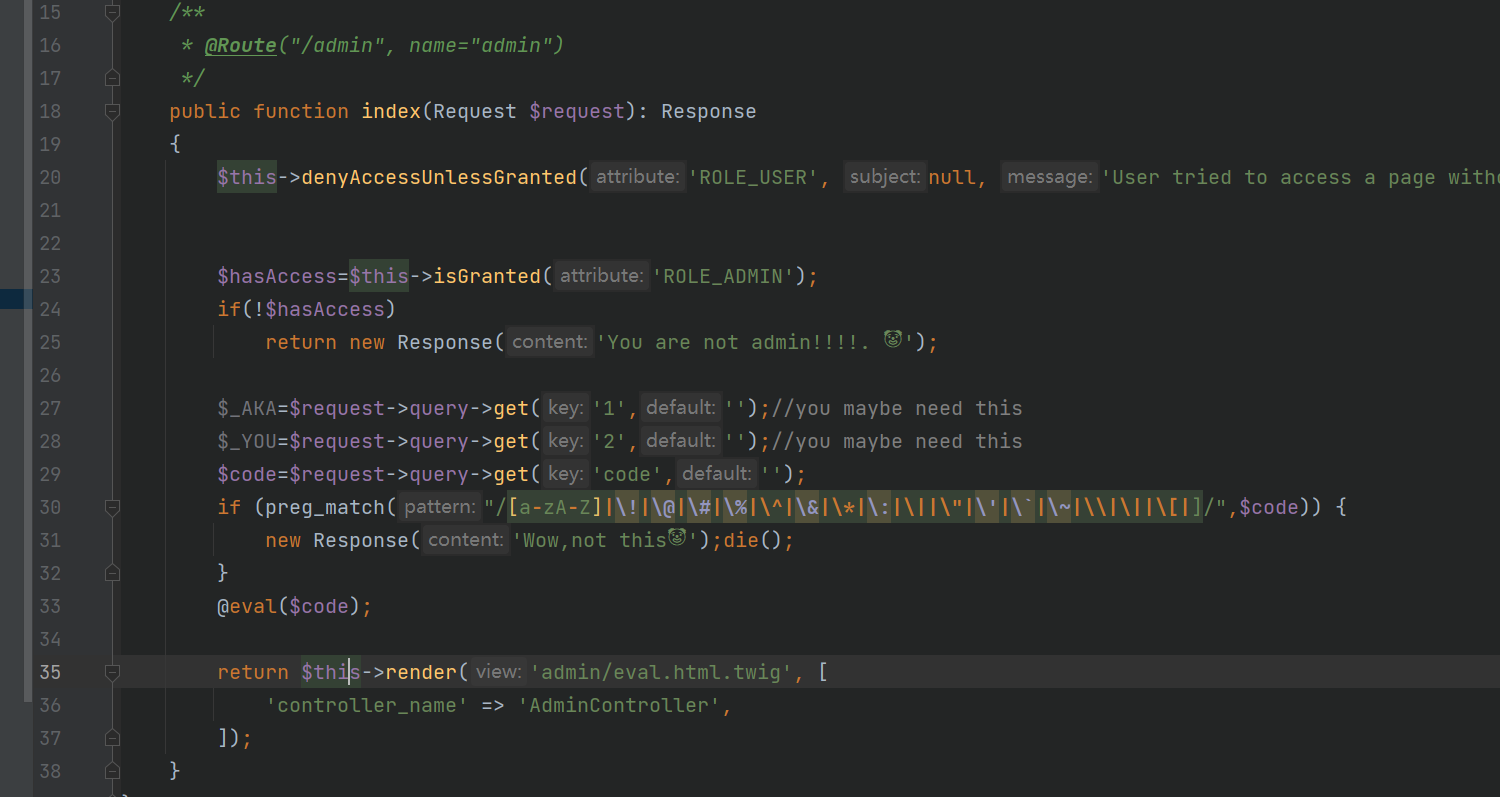 15 /**
16 * @Route("/admin", name="admin")
17 */
18 public function index(Request $request): Response
19 {
20 $this->denyAccessUnlessGranted( attribute: 'ROLE_USER', subject: null, message: 'User tried to access a page
21
22
23 $hasAccess=$this->isGranted( attribute: 'ROLE_ADMIN');
24 if(!$hasAccess)
25 return new Response( content: 'You are not admin!!!!. 🤡');
26
27 $_AKA=$request->query->get( key: '1', default: '');//you maybe need this
28 $_YOU=$request->query->get( key: '2', default: '');//you maybe need this
29 $code=$request->query->get( key: 'code', default: '');
30 if (preg_match( pattern: "/[a-zA-Z]|\!|\@|\#|\%|\^|\&|\*|\:|\||\"|\'|\`|\~|\\|\||\[|]/",$code)) {
31 new Response( content: 'Wow,not this🤡');die();
32 }
33 @eval($code);
34
35 return $this->render( view: 'admin/eval.html.twig', [
36 'controller_name' => 'AdminController',
37 ]);
38 }